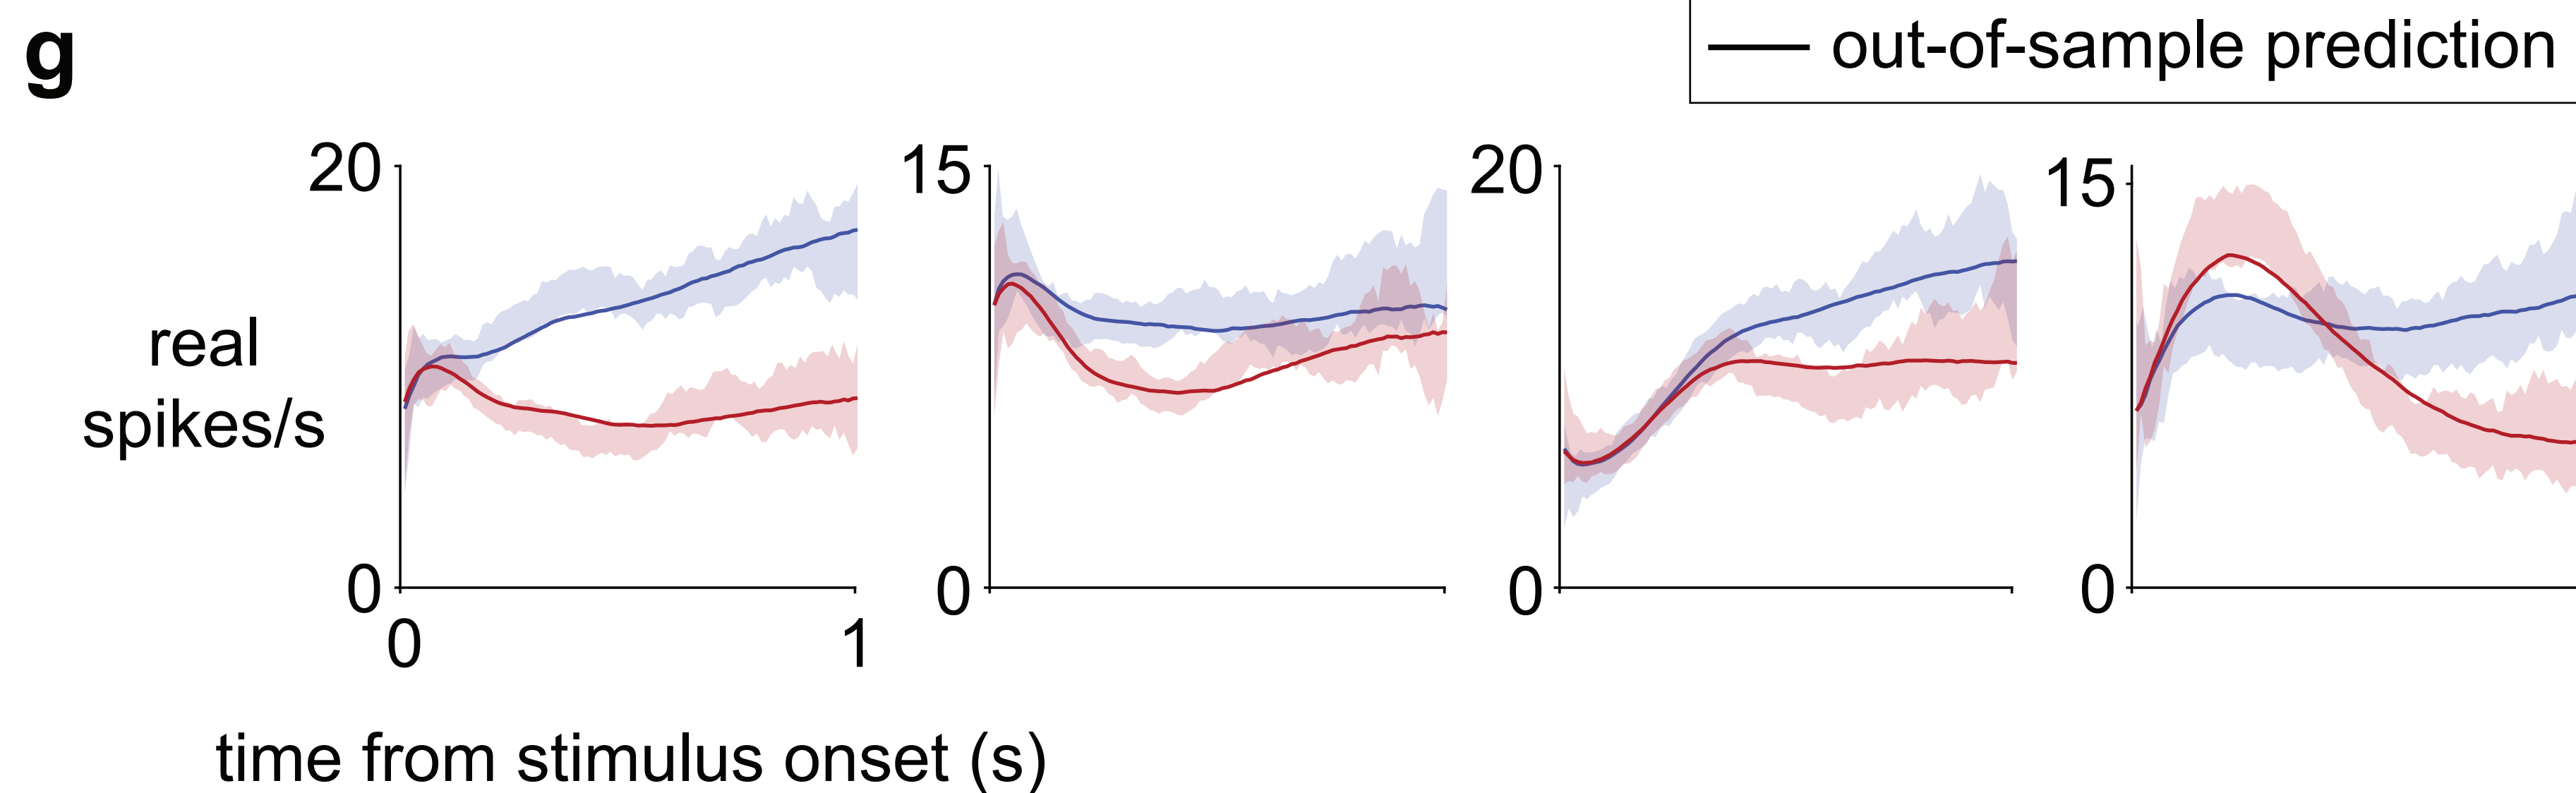 g
out-of-sample prediction
20
15
20
15
real
spikes/s
0
0
0
0
0
1
time from stimulus onset (s)